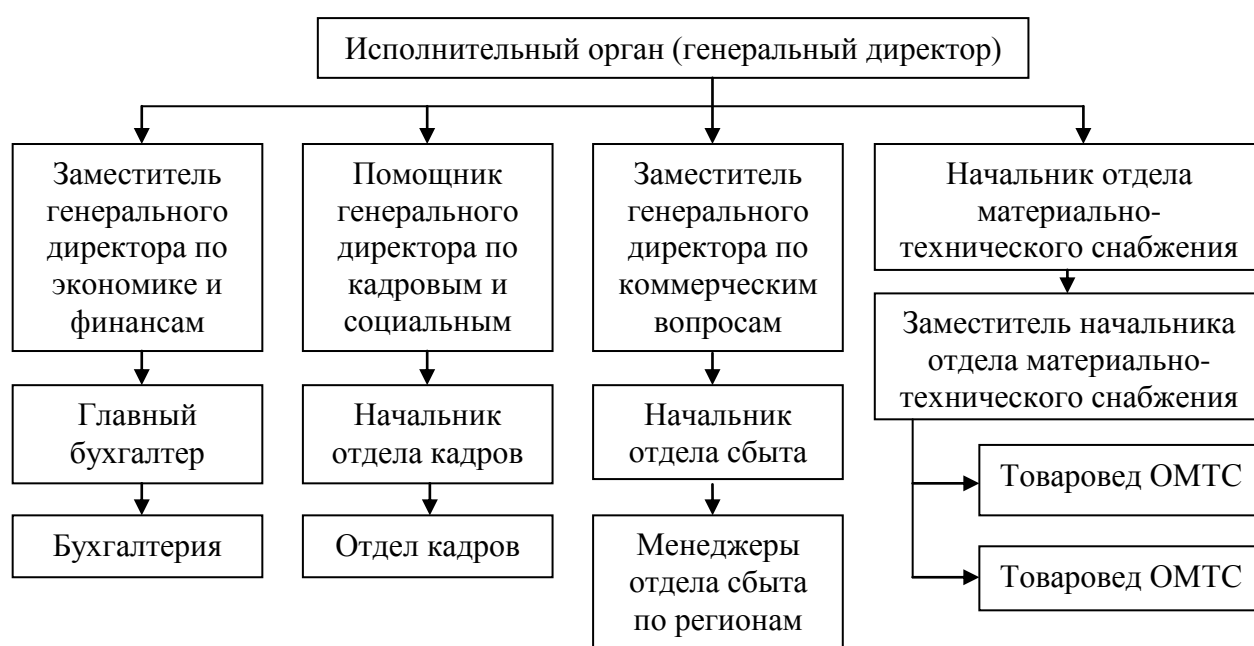 Исполнительный орган (генеральный директор)
Заместитель
генерального
директора по
экономике и
финансам
Помощник
генерального
директора по
кадровым и
социальным
Заместитель
генерального
директора по
коммерческим
вопросам
Начальник отдела
материально-
технического снабжения
Заместитель начальника
отдела материально-
технического снабжения
Главный
бухгалтер
Начальник
отдела кадров
Начальник
отдела сбыта
Товаровед ОМТС
Бухгалтерия
Отдел кадров
Менеджеры
отдела сбыта
по регионам
Товаровед ОМТС